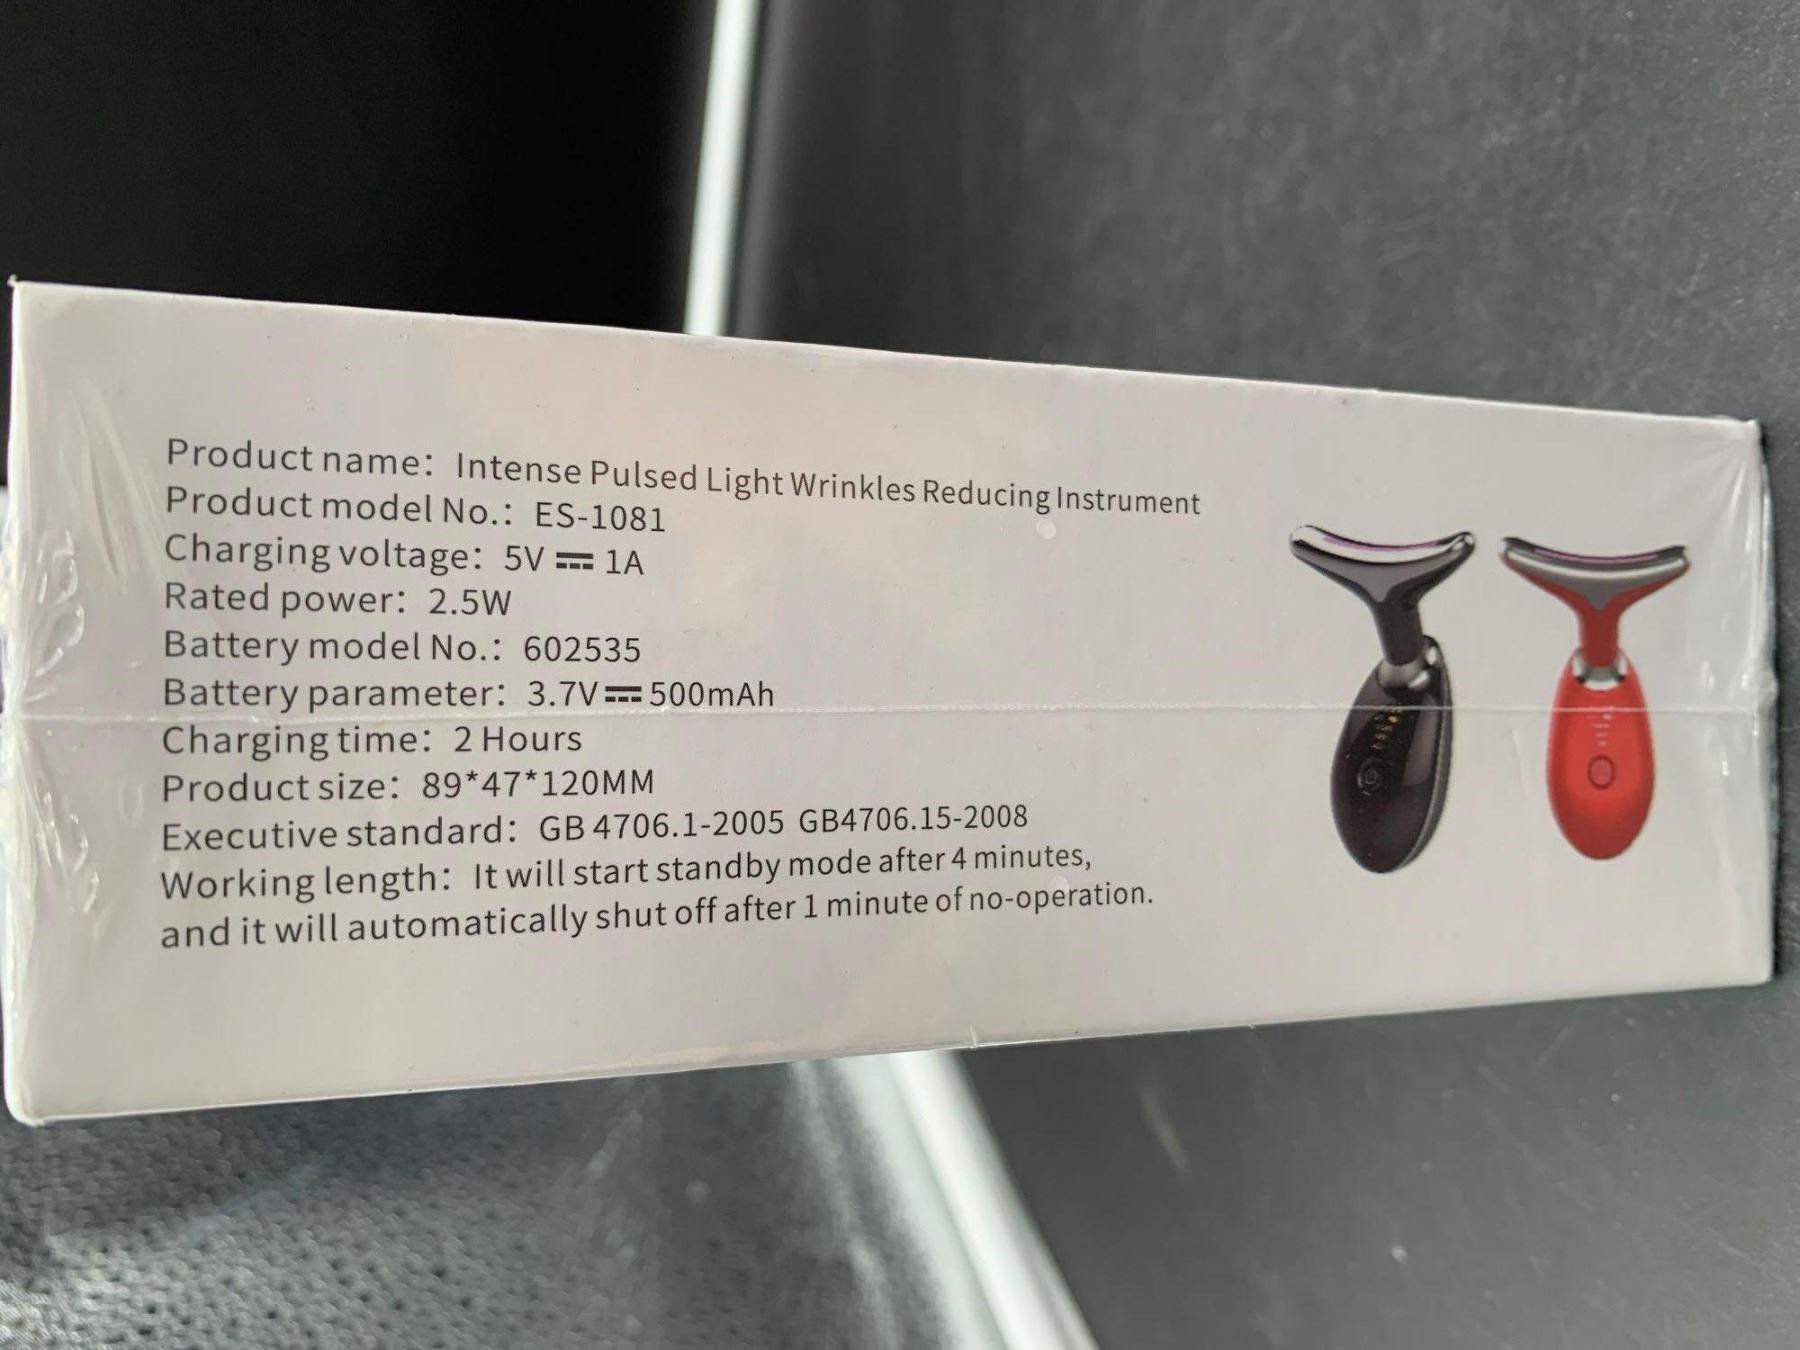 Product name： Intense Pulsed Light Wrinkles Reducing Instrument
Product model No.： ES-1081
Charging voltage： 5V ⎓ 1A
Rated power： 2.5W
Battery model No.： 602535
Battery parameter： 3.7V⎓500mAh
Charging time： 2 Hours
Product size： 89*47*120MM
Executive standard： GB 4706.1-2005 GB4706.15-2008
Working length： It will start standby mode after 4 minutes,
and it will automatically shut off after 1 minute of no-operation.